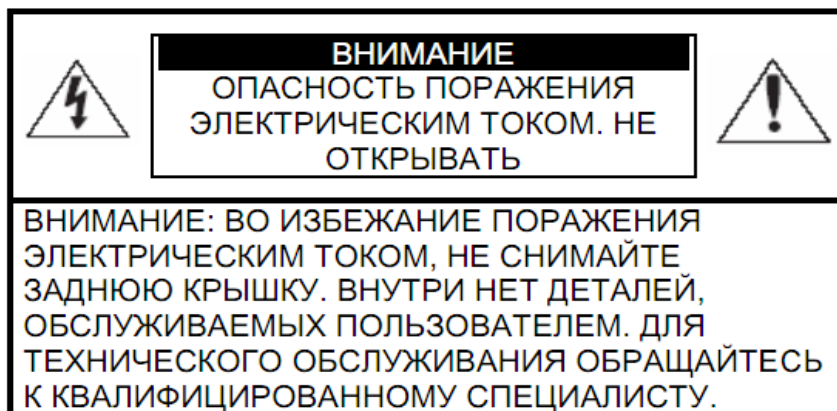 ВНИМАНИЕ
ОПАСНОСТЬ ПОРАЖЕНИЯ
ЭЛЕКТРИЧЕСКИМ ТОКОМ. НЕ
ОТКРЫВАТЬ
ВНИМАНИЕ: ВО ИЗБЕЖАНИЕ ПОРАЖЕНИЯ
ЭЛЕКТРИЧЕСКИМ ТОКОМ, НЕ СНИМАЙТЕ
ЗАДНЮЮ КРЫШКУ. ВНУТРИ НЕТ ДЕТАЛЕЙ,
ОБСЛУЖИВАЕМЫХ ПОЛЬЗОВАТЕЛЕМ. ДЛЯ
ТЕХНИЧЕСКОГО ОБСЛУЖИВАНИЯ ОБРАЩАЙТЕСЬ
К КВАЛИФИЦИРОВАННОМУ СПЕЦИАЛИСТУ.